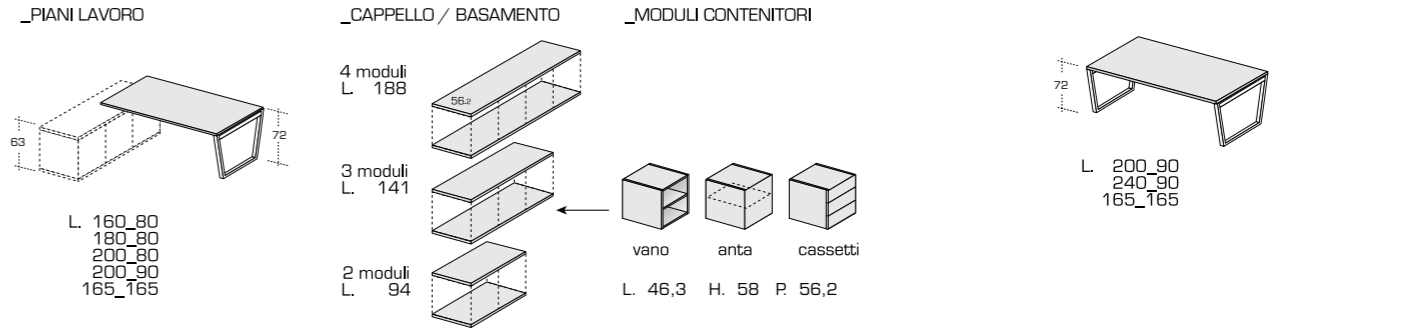 _PIANI LAVORO
63
72
L. 160_80
180_80
200_80
200_90
165_165
_CAPPELLO / BASAMENTO
4 moduli
L. 188
56.2
3 moduli
L. 141
2 moduli
L. 94
_MODULI CONTENITORI
vano anta cassetti
L. 46,3 H. 58 P. 56,2
72
L. 200_90
240_90
165_165